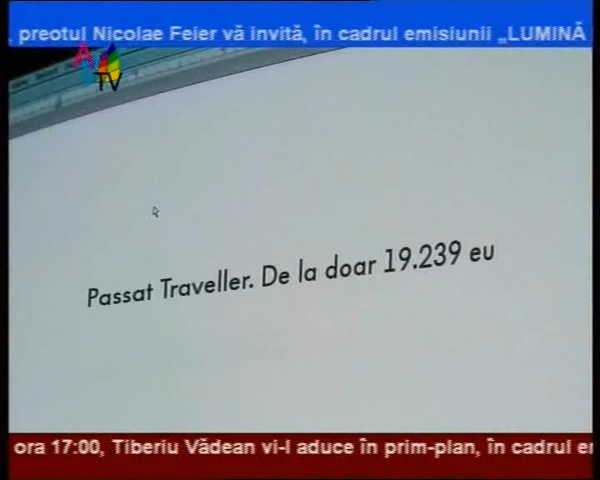 , preotul Nicolae Feier vă invită, în cadrul emisiunii „LUMINĂ
TV
Passat Traveller. De la doar 19.239 eu
ora 17:00, Tiberiu Vădean vi-l aduce în prim-plan, în cadrul e